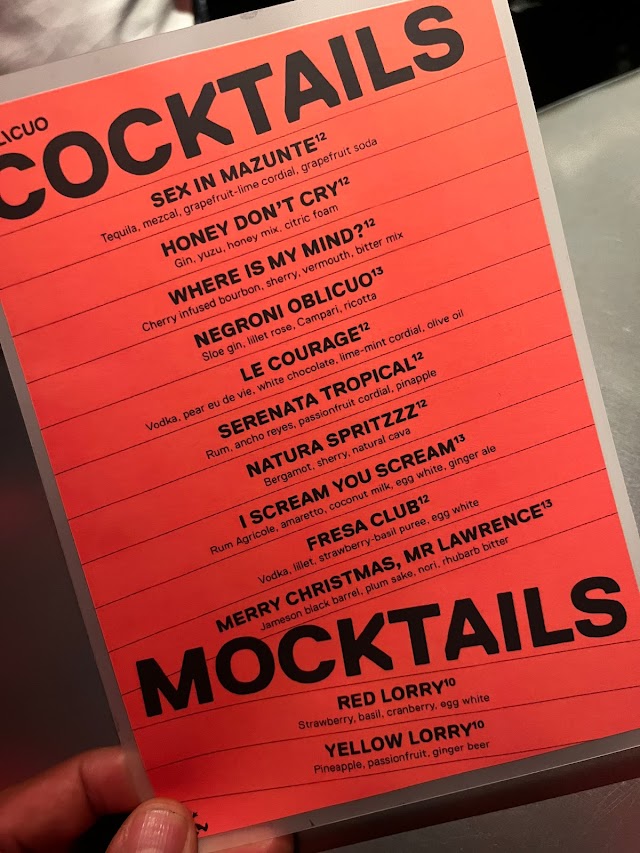 COCKTAILS
SEX IN MAZUNTE12
Tequila, mezcal, grapefruit-lime cordial, grapefruit soda
HONEY DON'T CRY12
Gin, yuzu, honey mix, citric foam
WHERE IS MY MIND?12
Cherry infused bourbon, sherry, vermouth, bitter mix
NEGRONI OBLICUO13
Sloe gin, lillet rose, Campari, ricotta
LE COURAGE12
Vodka, pear eu de vie, white chocolate, lime-mint cordial, olive oil
SERENATA TROPICAL12
Rum, ancho reyes, passionfruit cordial, pineapple
NATURA SPRITZZZ12
Bergamot, sherry, natural cava
I SCREAM YOU SCREAM13
Rum Agricole, amaretto, coconut milk, egg white, ginger ale
FRESA CLUB12
Vodka, lillet, strawberry-basil puree, egg white
MERRY CHRISTMAS, MR LAWRENCE13
Jameson black barrel, plum sake, nori, rhubarb bitter
MOCKTAILS
RED LORRY10
Strawberry, basil, cranberry, egg white
YELLOW LORRY10
Pineapple, passionfruit, ginger beer